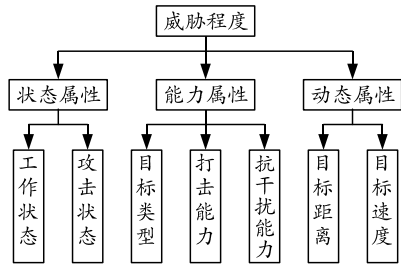 威胁程度
状态属性
能力属性
动态属性
工作状态
攻击状态
目标类型
打击能力
抗干扰能力
目标距离
目标速度